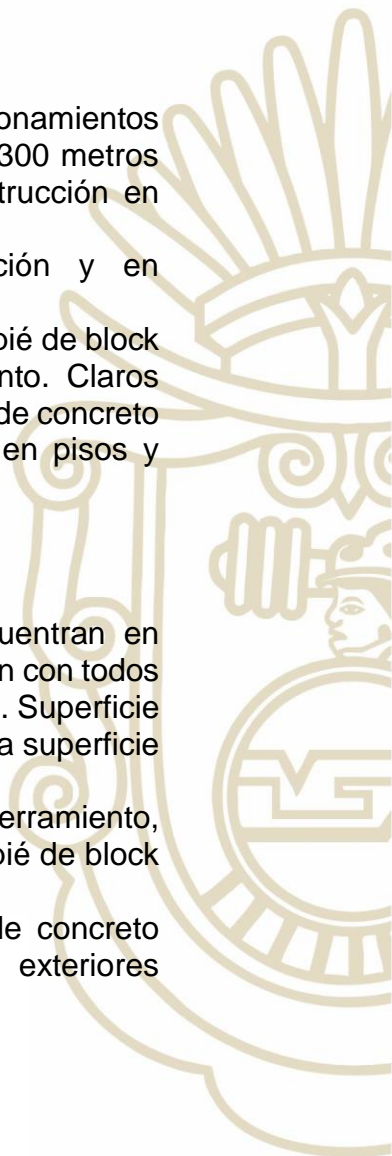 onamientos
300 metros
trucción en
ción y en
pié de block
nto. Claros
de concreto
en pisos y
uentran en
n con todos
. Superficie
a superficie
erramiento,
pié de block
de concreto
exteriores